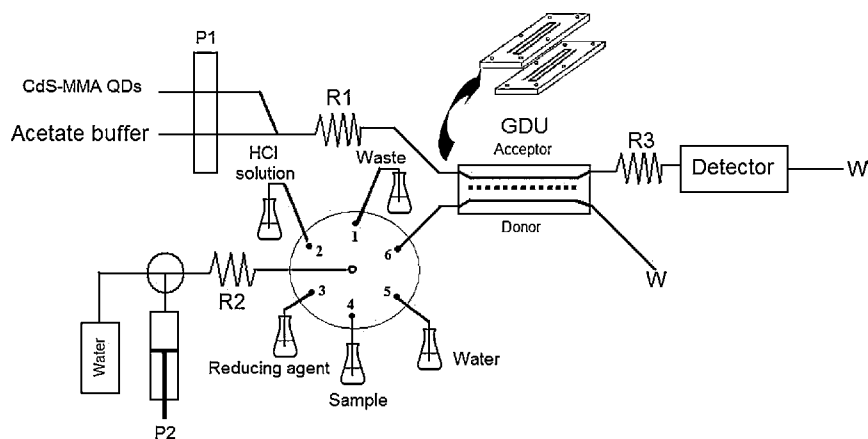 P1
CdS-MMA QDs
Acetate buffer
R1
GDU
Acceptor
Donor
R3
Detector
W
W
HCl
solution
Waste
1
2
3
4
5
6
R2
Water
P2
Reducing agent
Sample
Water